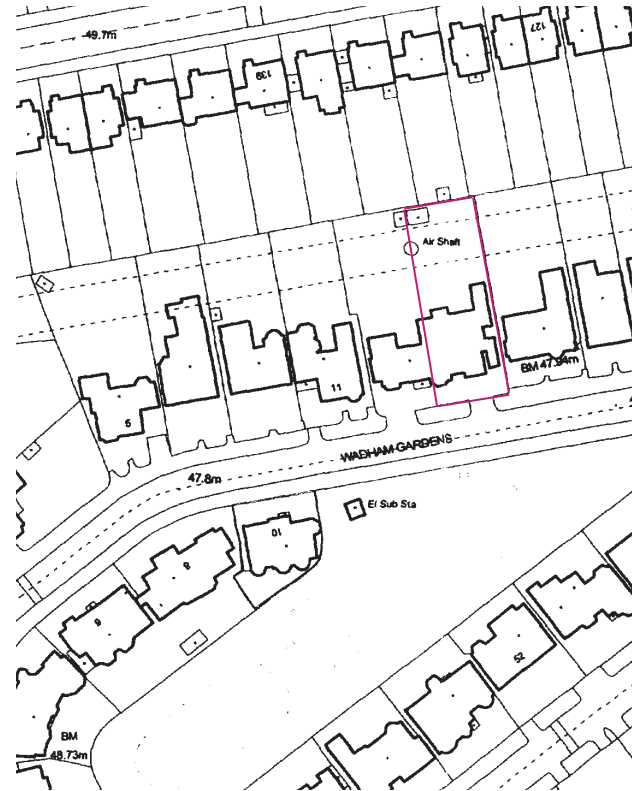 49.7m
127
139
Air Shaft
BM 47.94m
11
5
WADHAM GARDENS
47.8m
El Sub Sta
10
8
6
52
BM
48.73m